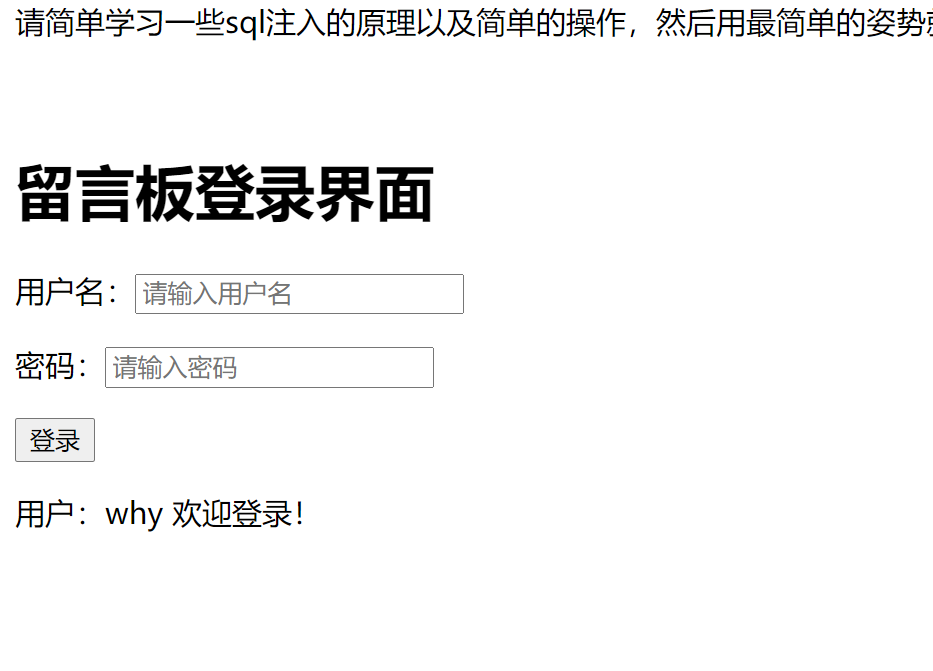 请简单学习一些sql注入的原理以及简单的操作，然后用最简单的姿势
留言板登录界面
用户名：请输入用户名
密码：请输入密码
登录
用户：why 欢迎登录！